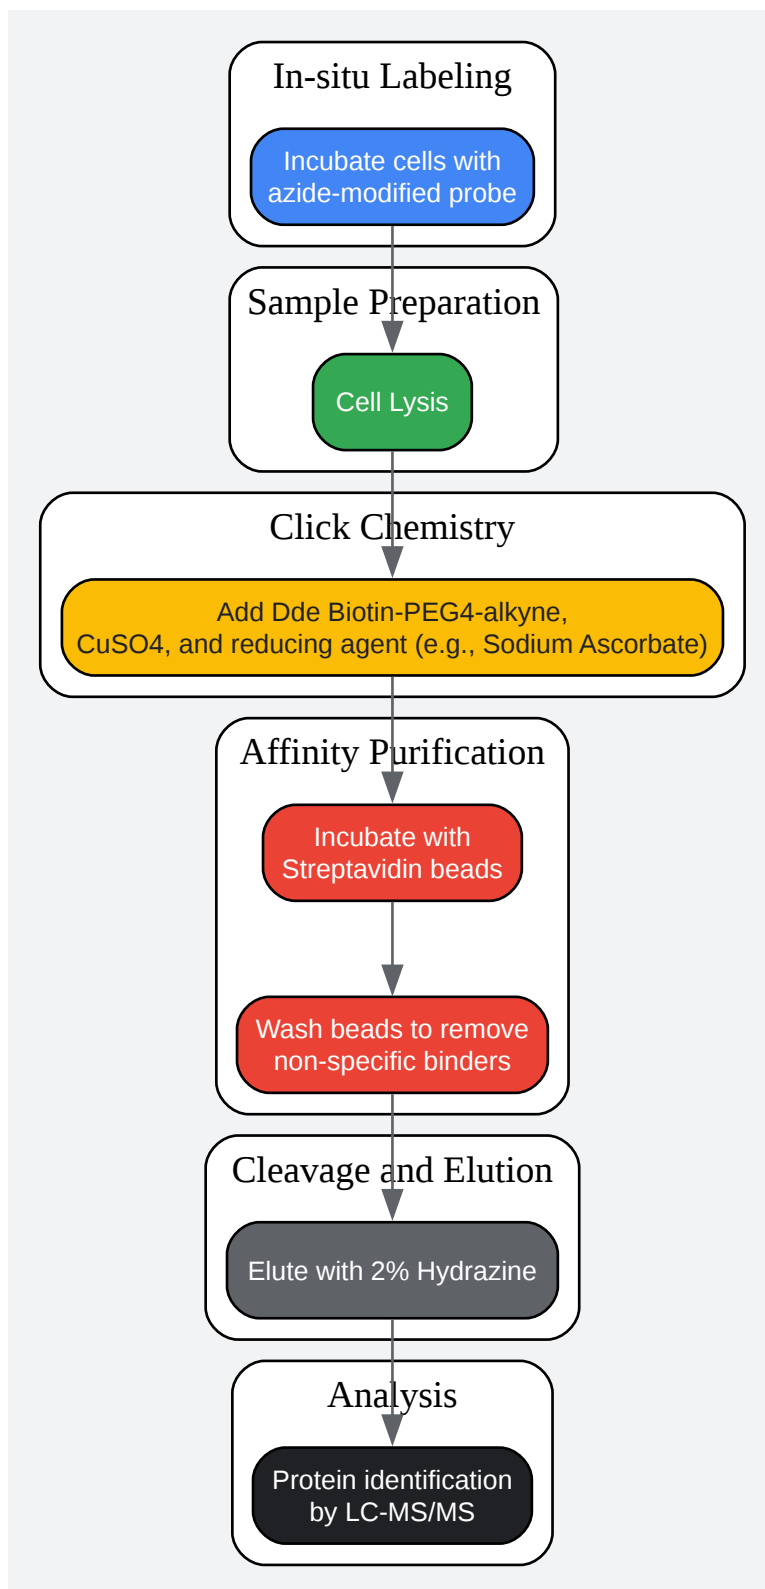 In-situ Labeling
Incubate cells with
azide-modified probe
Sample Preparation
Cell Lysis
Click Chemistry
Add Dde Biotin-PEG4-alkyne,
CuSO4, and reducing agent (e.g., Sodium Ascorbate)
Affinity Purification
Incubate with
Streptavidin beads
Wash beads to remove
non-specific binders
Cleavage and Elution
Elute with 2% Hydrazine
Analysis
Protein identification
by LC-MS/MS